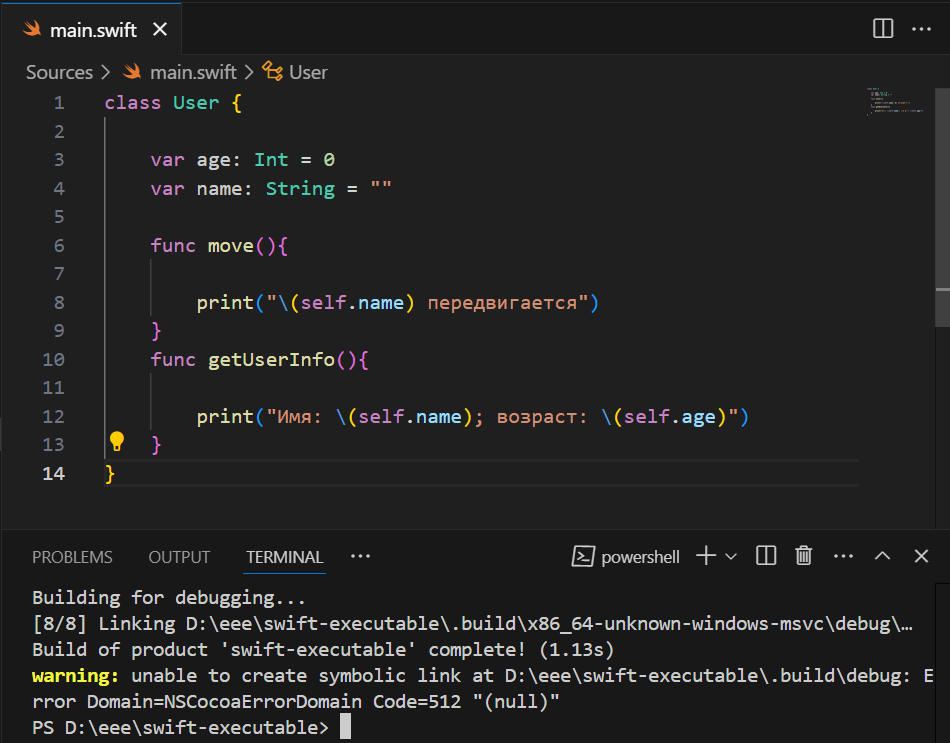 main.swift
Sources > main.swift > User
1 class User {
2
3 var age: Int = 0
4 var name: String = ""
5
6 func move(){
7
8 print("\(self.name) передвигается")
9 }
10 func getUserInfo(){
11
12 print("Имя: \(self.name); возраст: \(self.age)")
13 }
14 }
PROBLEMS OUTPUT TERMINAL ··· powershell
Building for debugging...
[8/8] Linking D:\eee\swift-executable\.build\x86_64-unknown-windows-msvc\debug\…
Build of product 'swift-executable' complete! (1.13s)
warning: unable to create symbolic link at D:\eee\swift-executable\.build\debug: E
rror Domain=NSCocoaErrorDomain Code=512 "(null)"
PS D:\eee\swift-executable>